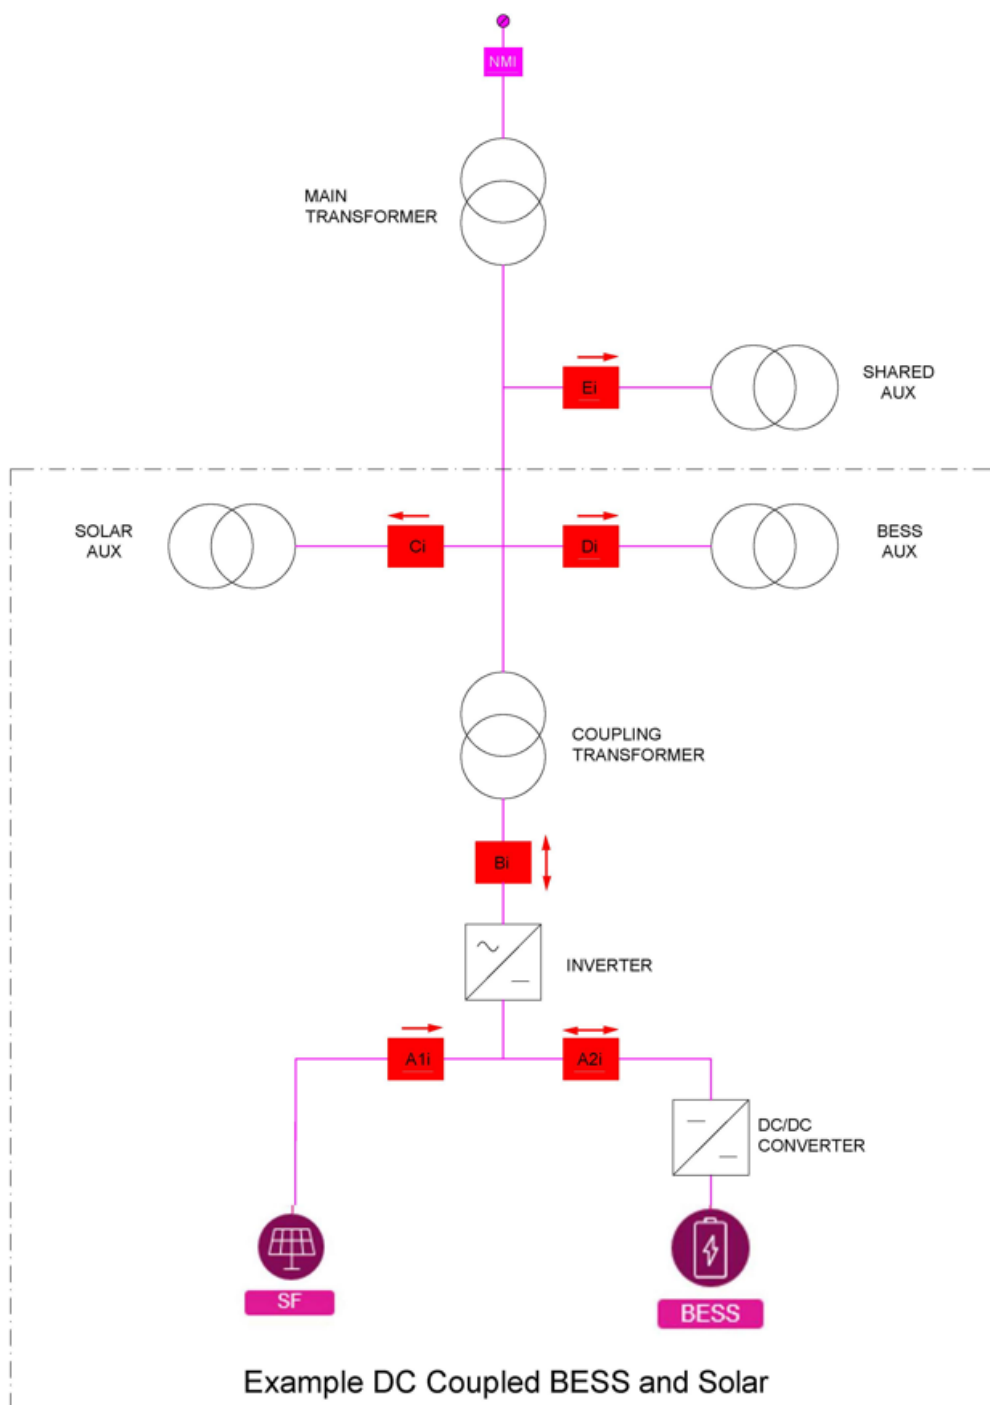 NMI
MAIN
TRANSFORMER
Ei
SHARED
AUX
SOLAR
AUX
Ci
Di
BESS
AUX
COUPLING
TRANSFORMER
Bi
INVERTER
A1i
A2i
DC/DC
CONVERTER
SF
BESS
Example DC Coupled BESS and Solar